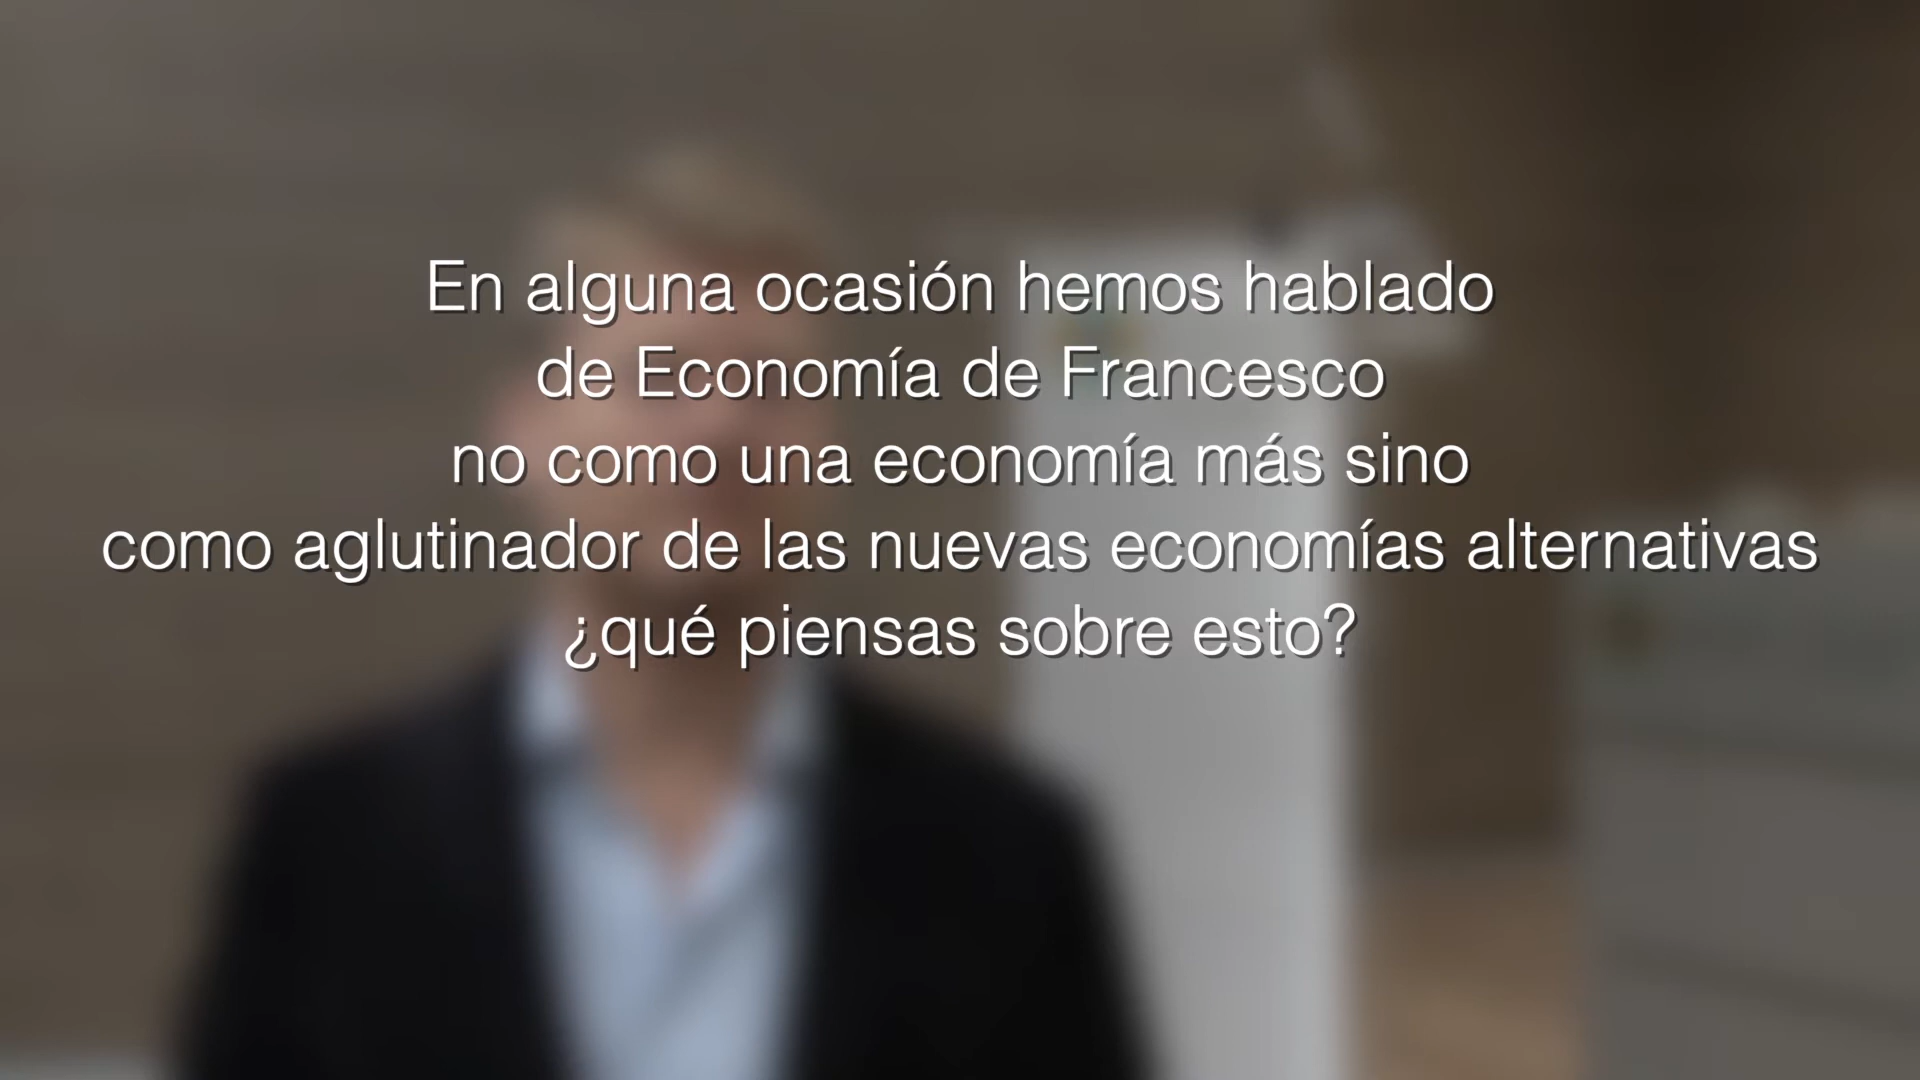 En alguna ocasión hemos hablado
de Economía de Francesco
no como una economía más sino
como aglutinador de las nuevas economías alternativas
¿qué piensas sobre esto?